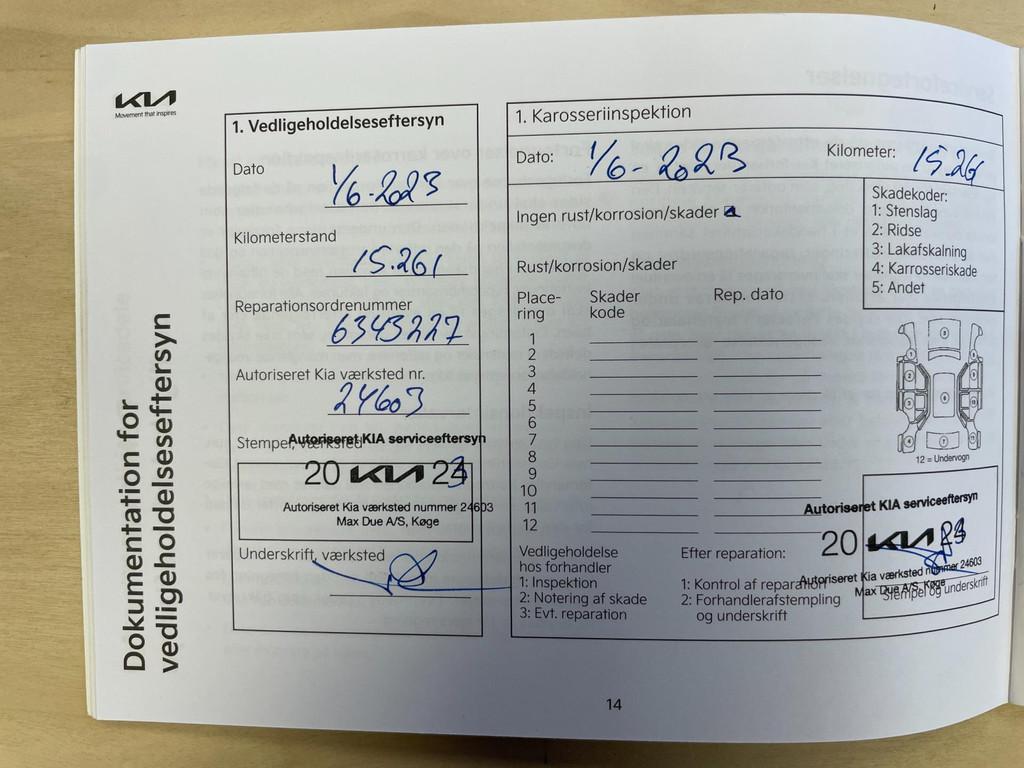 KIA
Movement that inspires
Dokumentation for
vedligeholdelseseftersyn
1. Vedligeholdelseseftersyn
Dato
1/6-2023
Kilometerstand
15.261
Reparationsordrenummer
6343227
Autoriseret Kia værksted nr.
24603
Stempel, værksted
Autoriseret KIA serviceeftersyn
20 KIA 23
Autoriseret Kia værksted nummer 24603
Max Due A/S, Køge
Underskrift, værksted
1. Karosseriinspektion
Dato: 1/6-2023 Kilometer: 15.261
Ingen rust/korrosion/skader
Rust/korrosion/skader
Place-
ring
Skader
kode
Rep. dato
1
2
3
4
5
6
7
8
9
10
11
12
Skadekoder:
1: Stenslag
2: Ridse
3: Lakafskalning
4: Karrosseriskade
5: Andet
12 = Undervogn
Vedligeholdelse
hos forhandler
1: Inspektion
2: Notering af skade
3: Evt. reparation
Efter reparation:
1: Kontrol af reparation
2: Forhandlerafstempling
og underskrift
Autoriseret KIA serviceeftersyn
20 KIA 23
Autoriseret Kia værksted nummer 24603
Max Due A/S, Køge
Stempel og underskrift
14